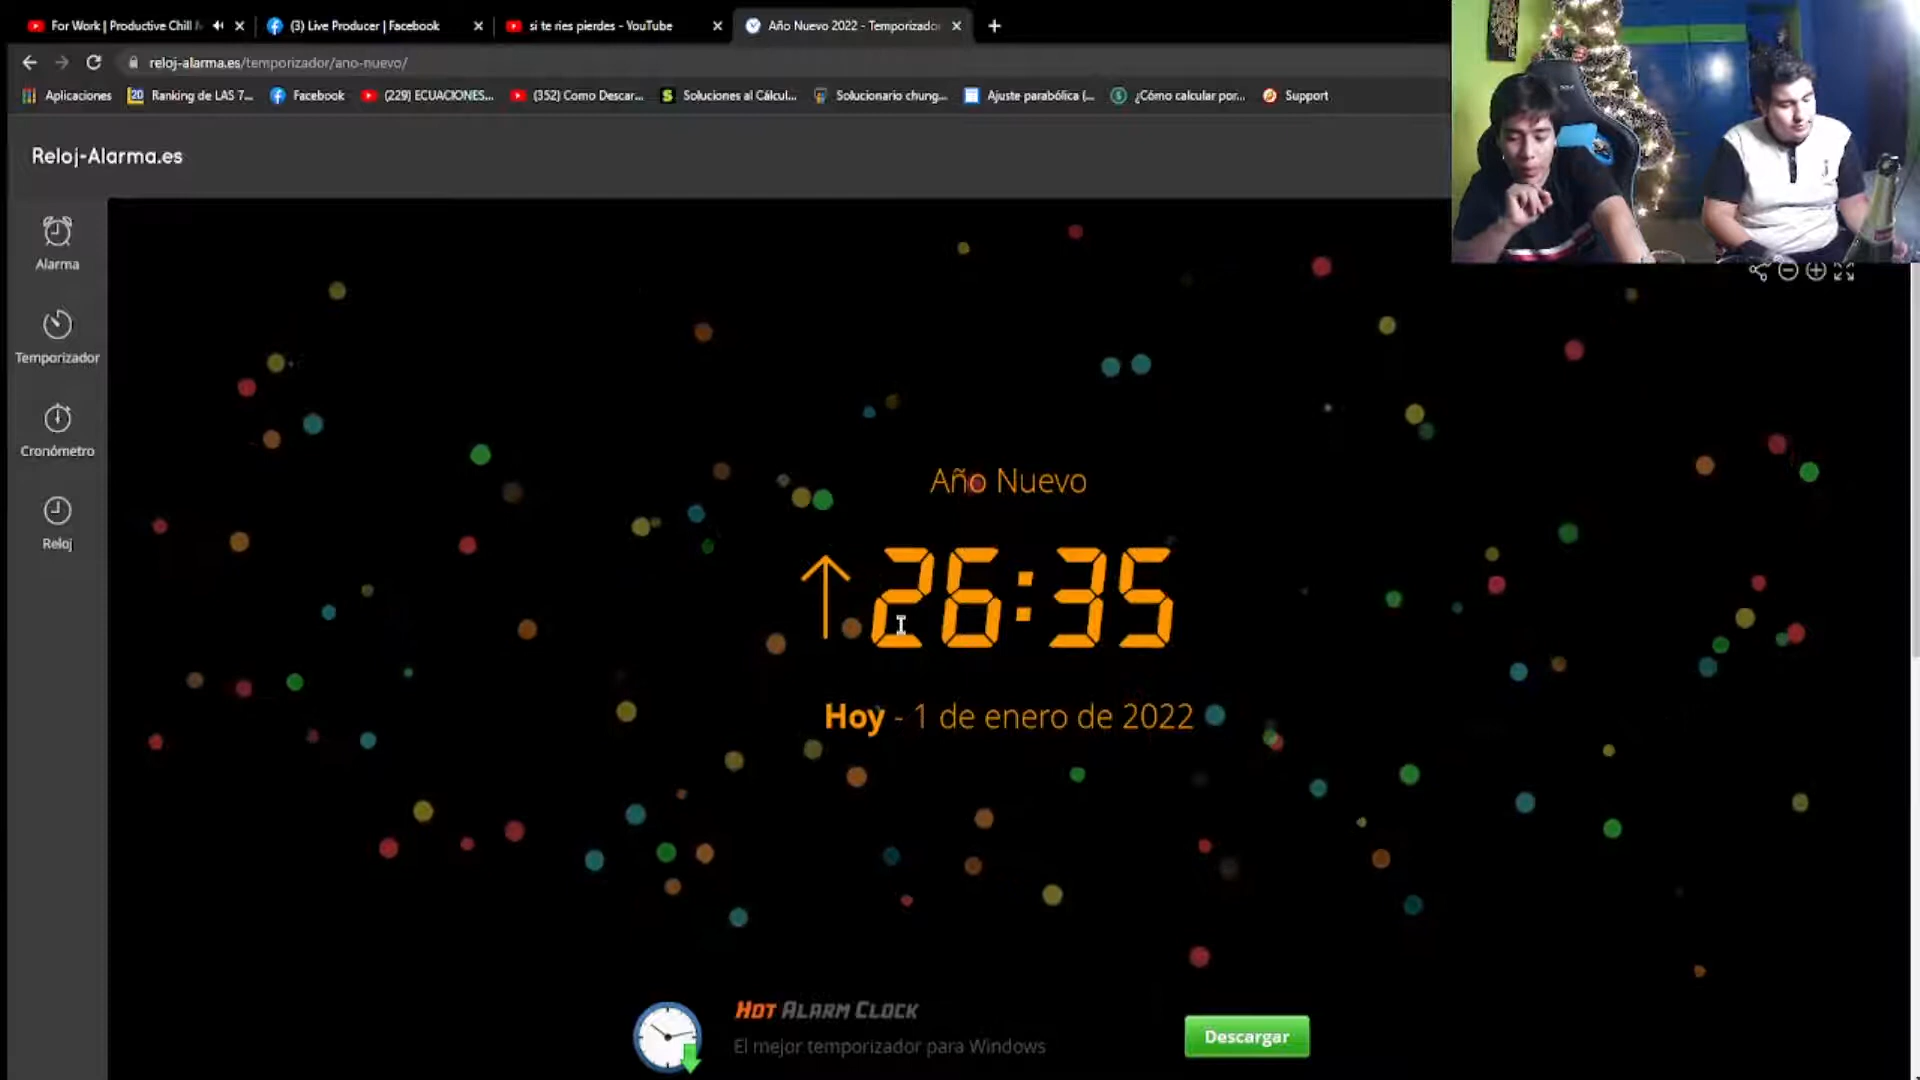 For Work | Productive Chill
(3) Live Producer | Facebook
si te ries pierdes - YouTube
Año Nuevo 2022 - Temporizador
reloj-alarma.es/temporizador/ano-nuevo/
Aplicaciones
Ranking de LAS 7...
Facebook
(229) ECUACIONES...
(352) Como Descar...
Soluciones al Cálcul...
Solucionario chung...
Ajuste parabólica (...
¿Cómo calcular por...
Support
Reloj-Alarma.es
Alarma
Temporizador
Cronómetro
Reloj
Año Nuevo
26:35
Hoy - 1 de enero de 2022
HOT ALARM CLOCK
El mejor temporizador para Windows
Descargar